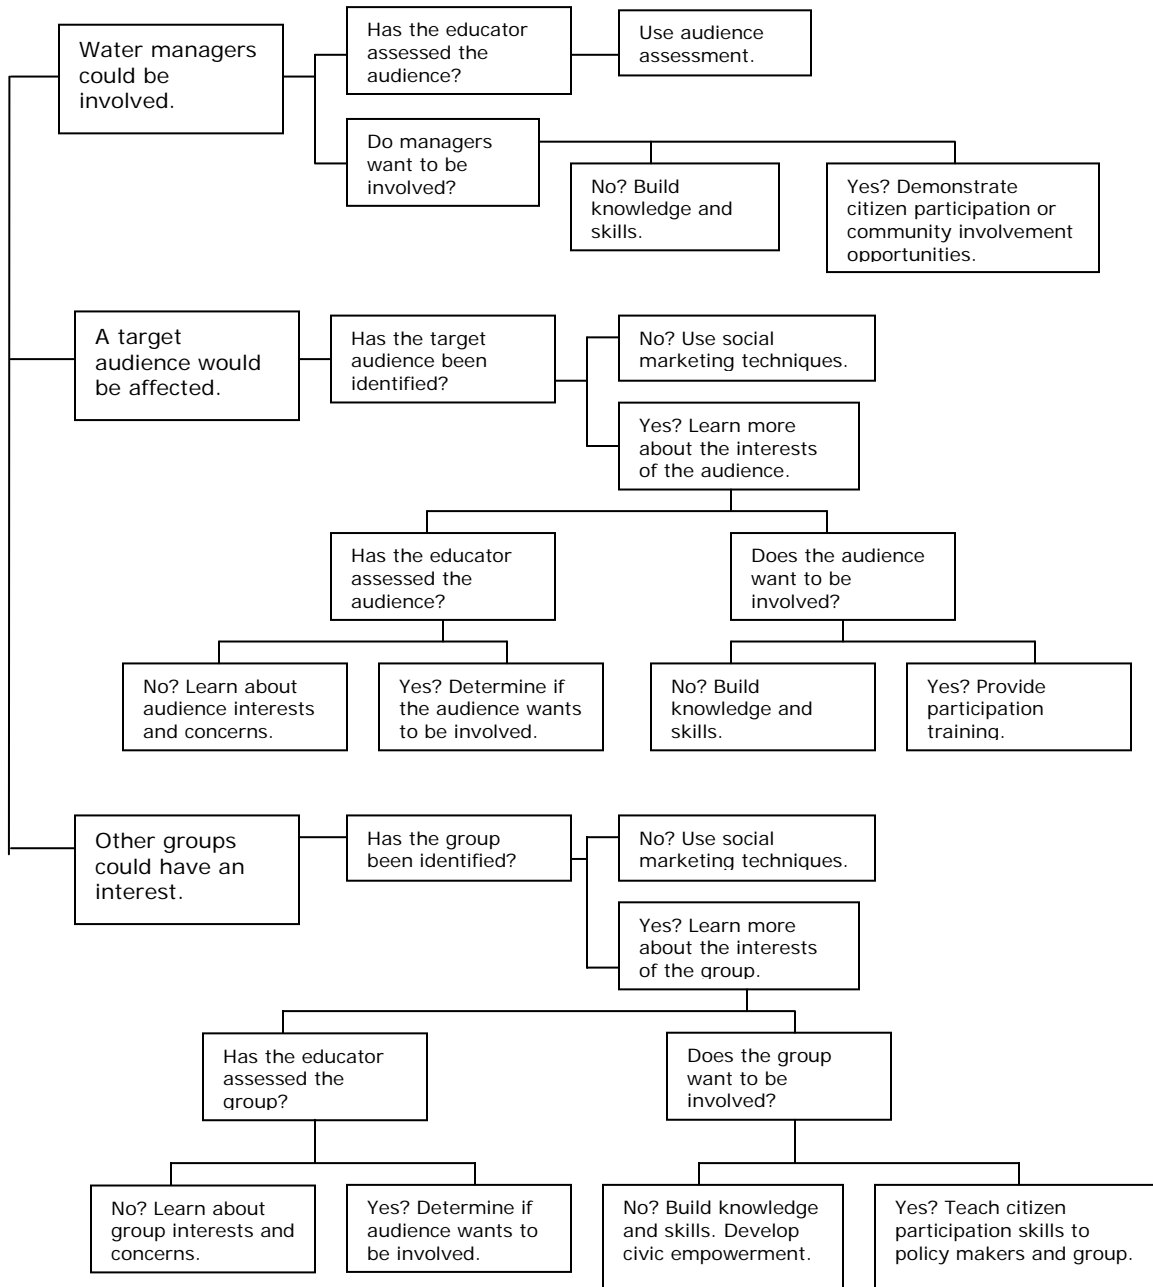 Water managers
could be
involved.
Has the educator
assessed the
audience?
Use audience
assessment.
Do managers
want to be
involved?
No? Build
knowledge and
skills.
Yes? Demonstrate
citizen participation or
community involvement
opportunities.
A target
audience would
be affected.
Has the target
audience been
identified?
No? Use social
marketing techniques.
Yes? Learn more
about the interests
of the audience.
Has the educator
assessed the
audience?
Does the audience
want to be
involved?
No? Learn about
audience interests
and concerns.
Yes? Determine if
the audience wants
to be involved.
No? Build
knowledge and
skills.
Yes? Provide
participation
training.
Other groups
could have an
interest.
Has the group
been identified?
No? Use social
marketing techniques.
Yes? Learn more
about the interests
of the group.
Has the educator
assessed the
group?
Does the group
want to be
involved?
No? Learn about
group interests and
concerns.
Yes? Determine if
audience wants to
be involved.
No? Build knowledge
and skills. Develop
civic empowerment.
Yes? Teach citizen
participation skills to
policy makers and group.